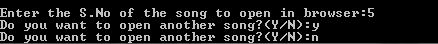 Enter the S.No of the song to open in browser:5
Do you want to open another song?(Y/N):y
Do you want to open another song?(Y/N):n